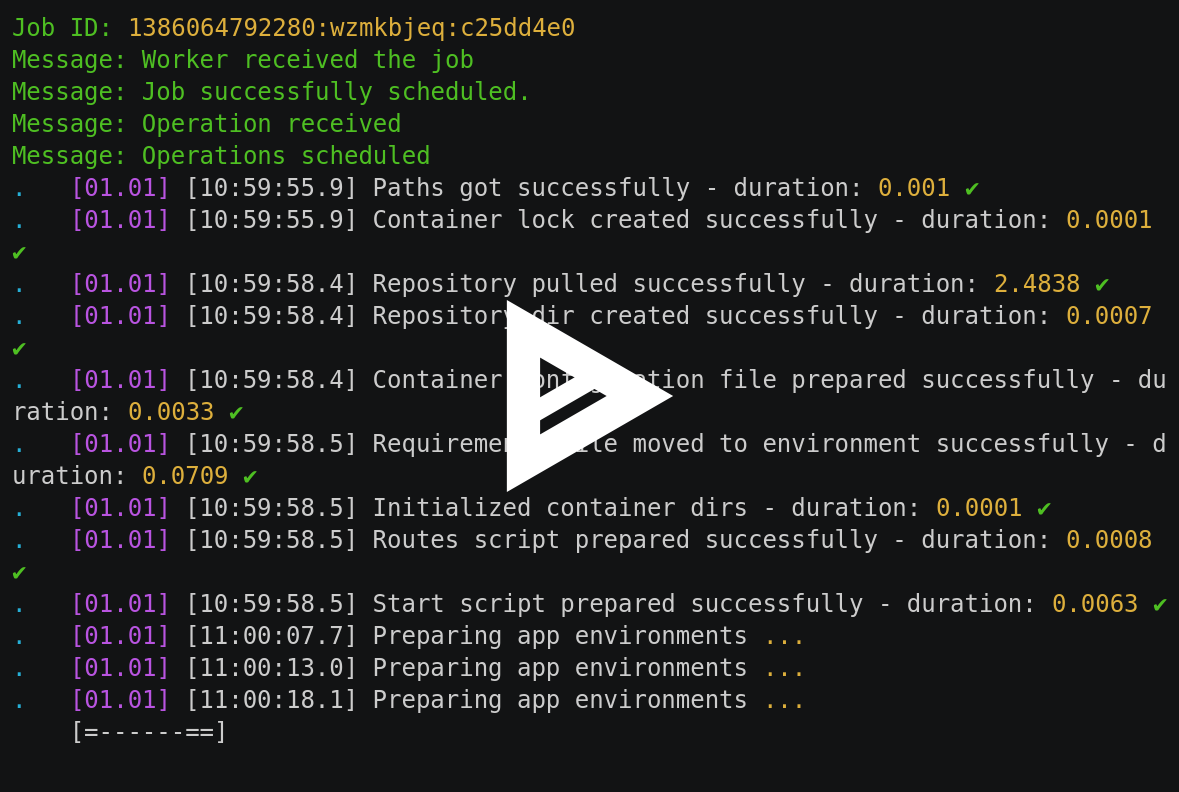 Job ID: 1386064792280:wzmkbjeq:c25dd4e0
Message: Worker received the job
Message: Job successfully scheduled.
Message: Operation received
Message: Operations scheduled
.   [01.01] [10:59:55.9] Paths got successfully - duration: 0.001 ✔
.   [01.01] [10:59:55.9] Container lock created successfully - duration: 0.0001
✔
.   [01.01] [10:59:58.4] Repository pulled successfully - duration: 2.4838 ✔
.   [01.01] [10:59:58.4] Repository dir created successfully - duration: 0.0007
✔
.   [01.01] [10:59:58.4] Container configuration file prepared successfully - du
ration: 0.0033 ✔
.   [01.01] [10:59:58.5] Requirements file moved to environment successfully - d
uration: 0.0709 ✔
.   [01.01] [10:59:58.5] Initialized container dirs - duration: 0.0001 ✔
.   [01.01] [10:59:58.5] Routes script prepared successfully - duration: 0.0008
✔
.   [01.01] [10:59:58.5] Start script prepared successfully - duration: 0.0063 ✔
.   [01.01] [11:00:07.7] Preparing app environments ...
.   [01.01] [11:00:13.0] Preparing app environments ...
.   [01.01] [11:00:18.1] Preparing app environments ...
    [=------==]